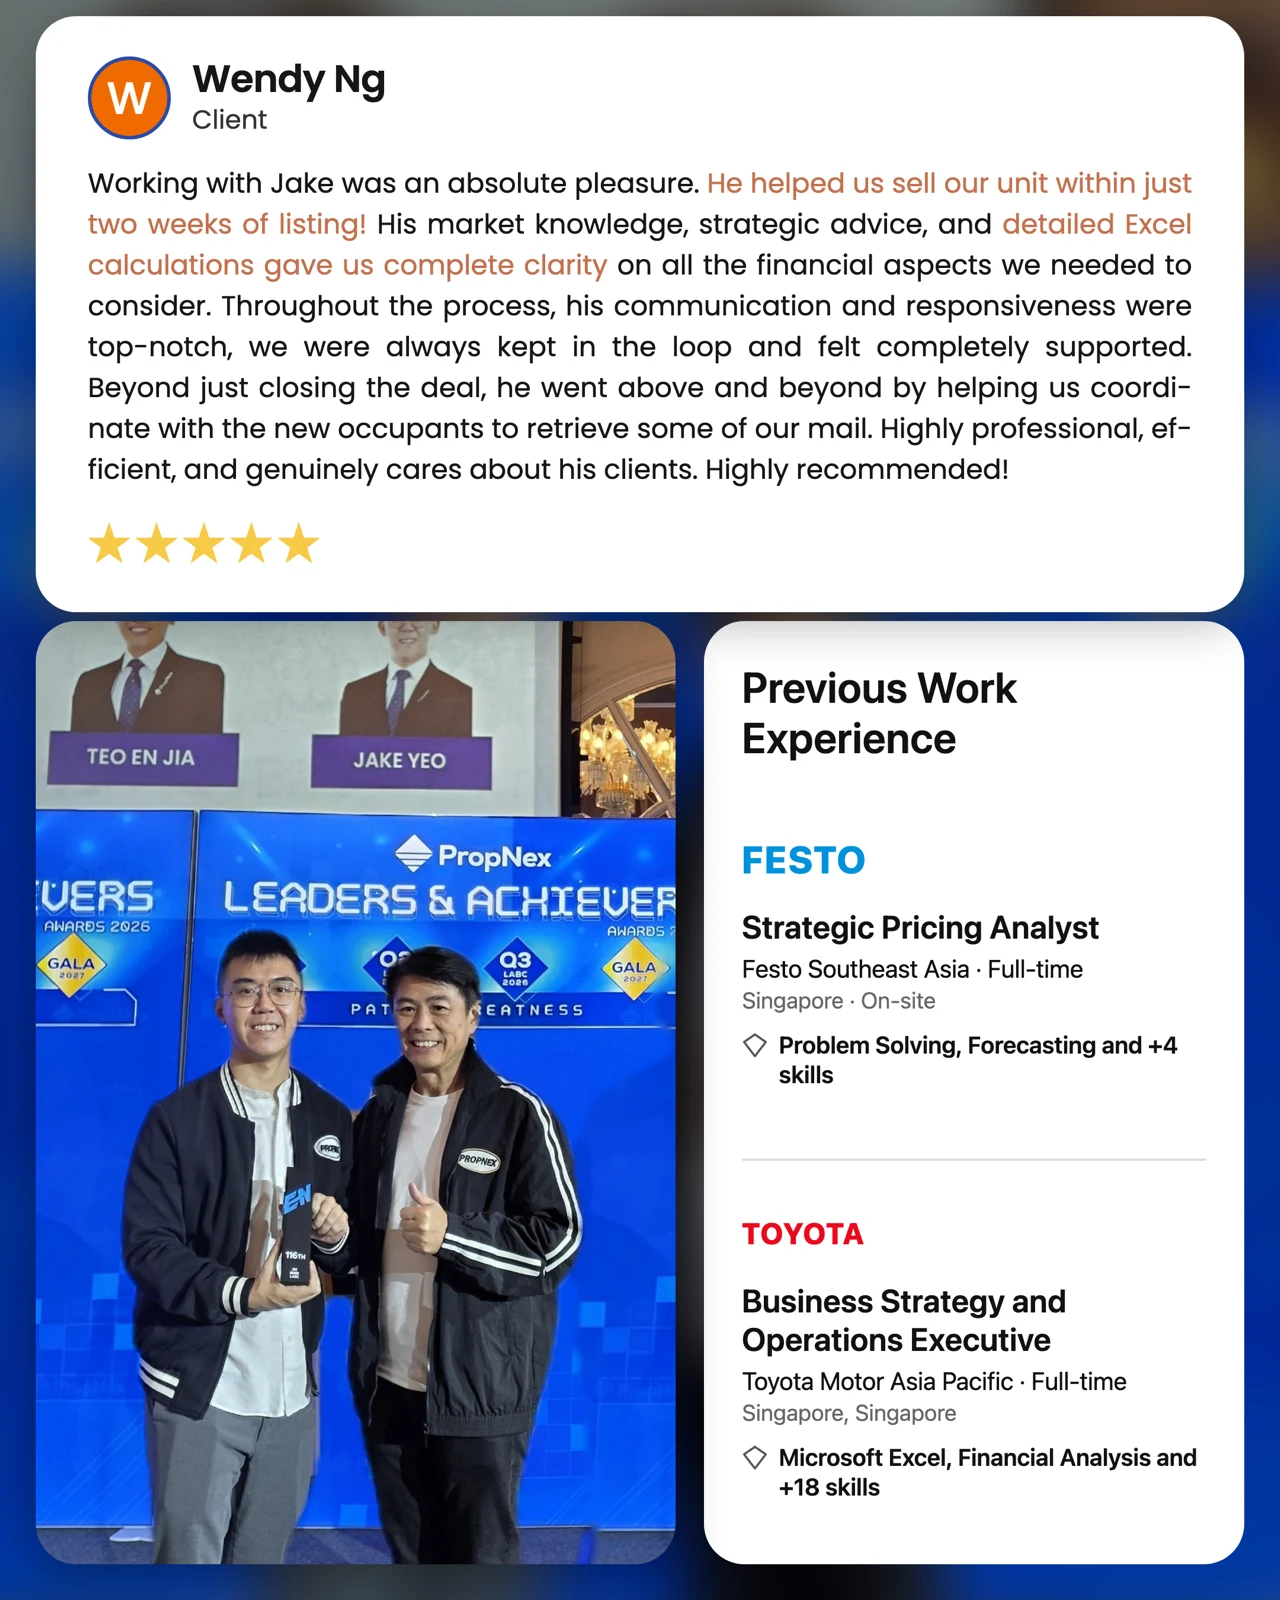 W
Wendy Ng
Client
Working with Jake was an absolute pleasure. He helped us sell our unit within just
two weeks of listing! His market knowledge, strategic advice, and detailed Excel
calculations gave us complete clarity on all the financial aspects we needed to
consider. Throughout the process, his communication and responsiveness were
top-notch, we were always kept in the loop and felt completely supported.
Beyond just closing the deal, he went above and beyond by helping us coordi-
nate with the new occupants to retrieve some of our mail. Highly professional, ef-
ficient, and genuinely cares about his clients. Highly recommended!
TEO EN JIA
JAKE YEO
PropNex
EVERS
LEADERS & ACHIEVER
AWARDS 2026
AWARDS 2
GALA
2027
Q2
Q3
LABC
2026
GALA
2027
PAT
REATNESS
PROPNEX
116TH
Previous Work
Experience
FESTO
Strategic Pricing Analyst
Festo Southeast Asia · Full-time
Singapore · On-site
Problem Solving, Forecasting and +4
skills
TOYOTA
Business Strategy and
Operations Executive
Toyota Motor Asia Pacific · Full-time
Singapore, Singapore
Microsoft Excel, Financial Analysis and
+18 skills